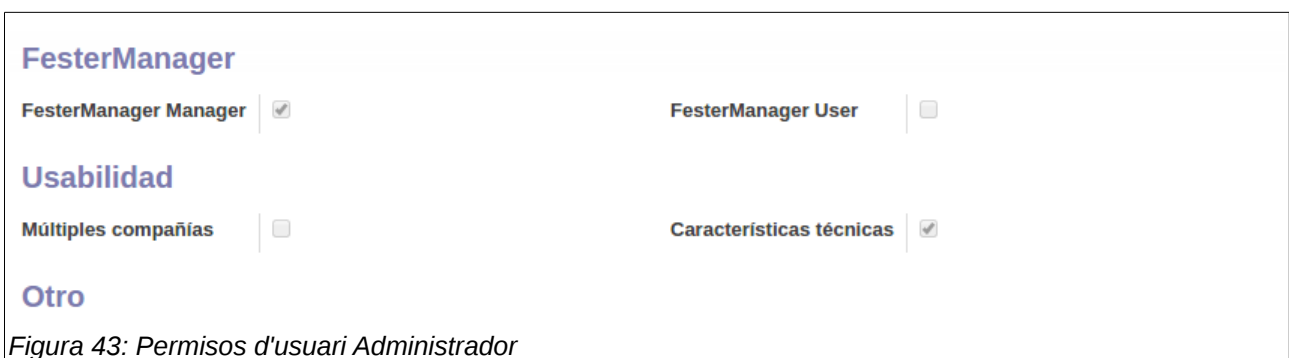 FesterManager
FesterManager Manager FesterManager User
Usabilidad
Múltiples compañías Características técnicas
Otro
Figura 43: Permisos d'usuari Administrador